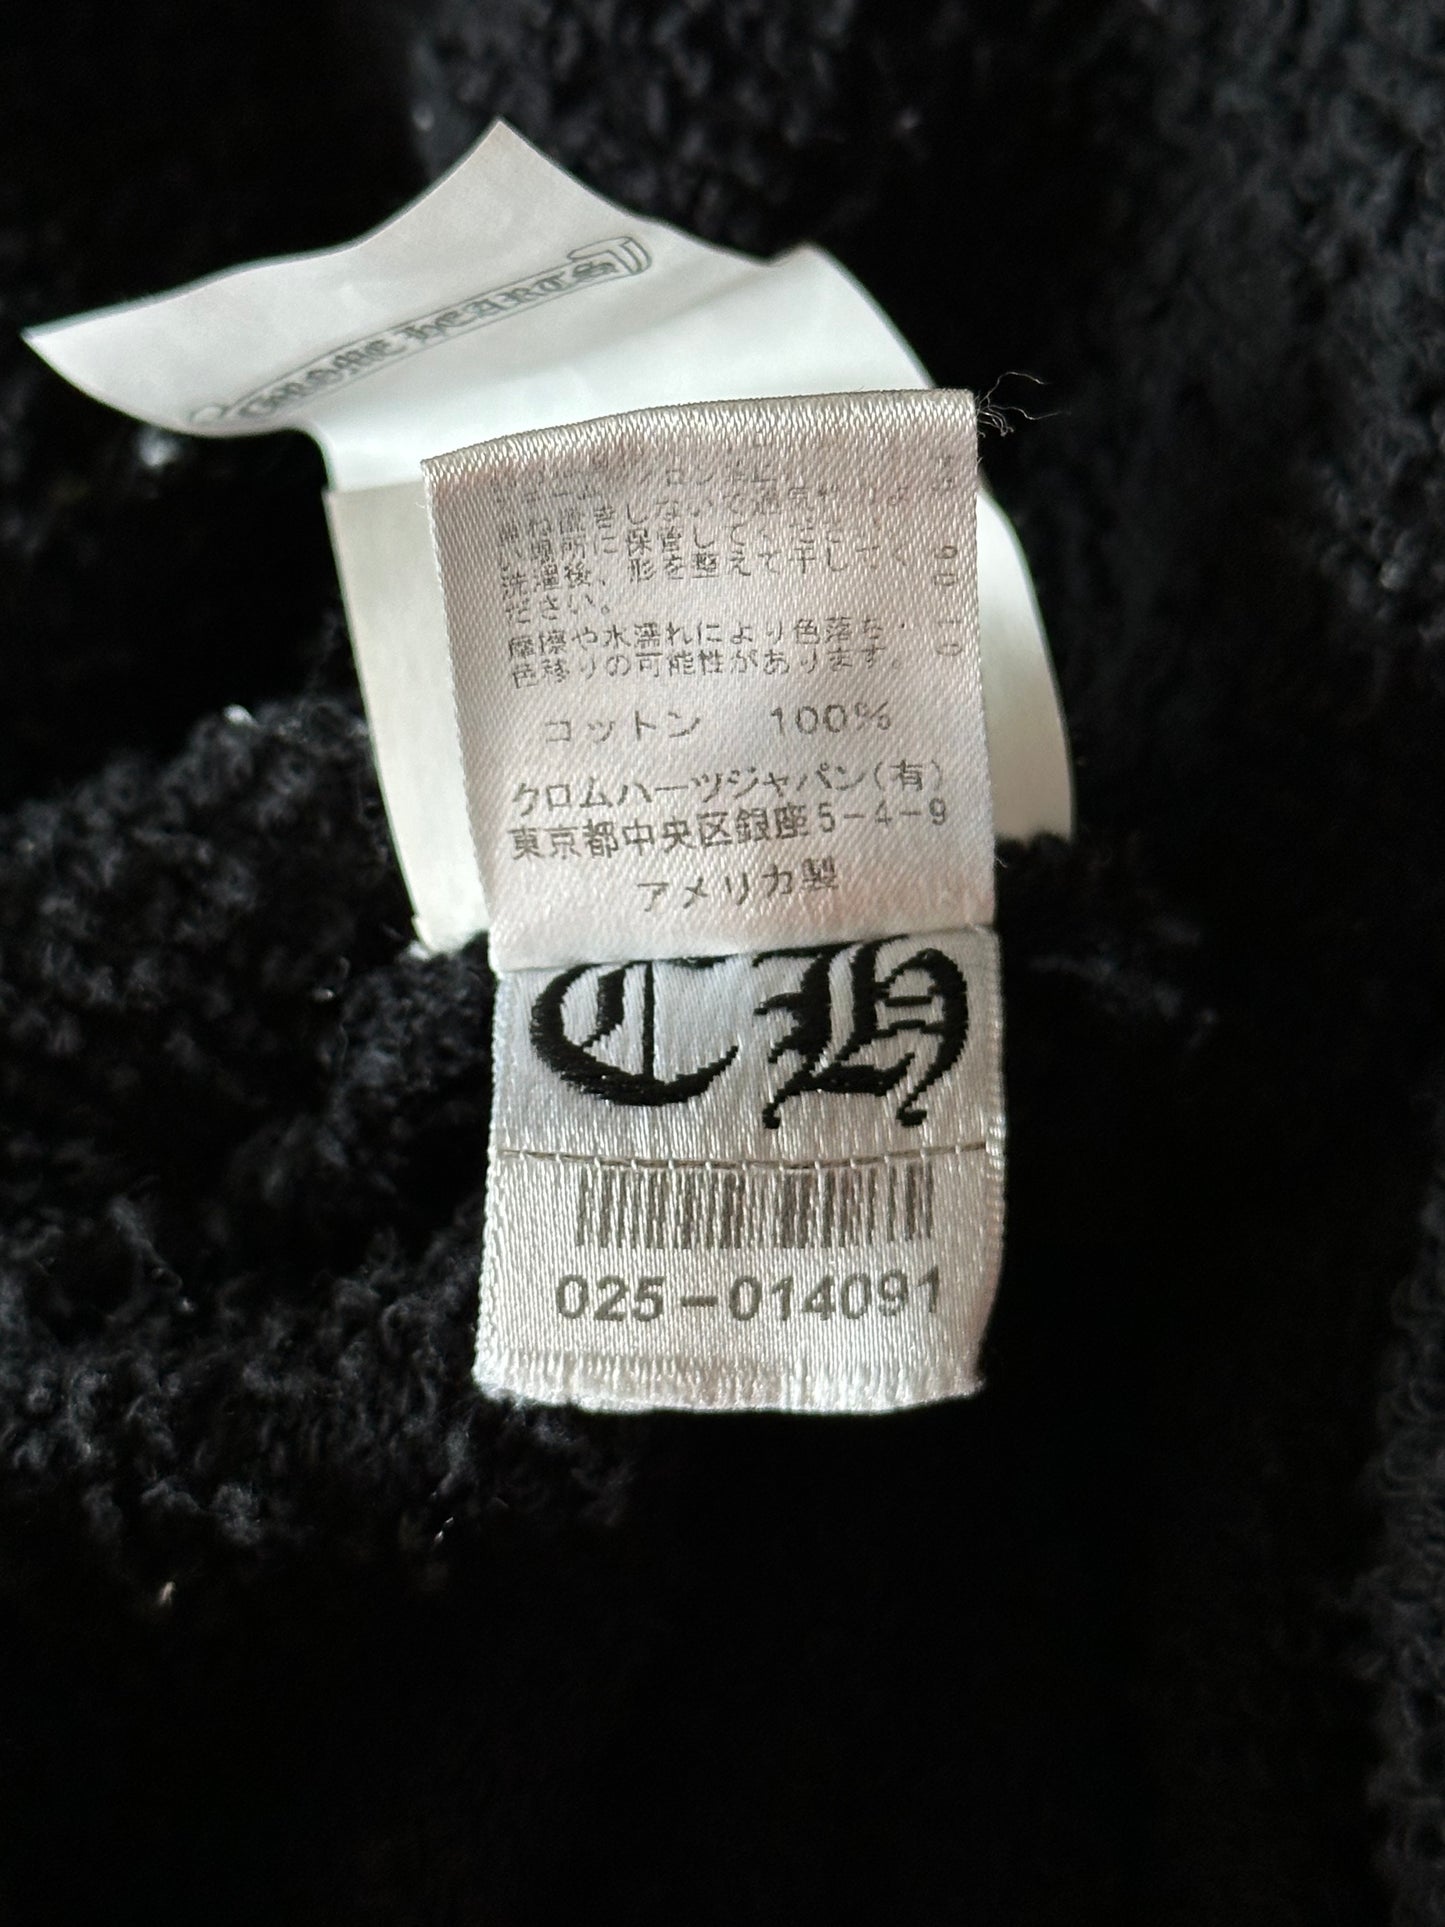 CHROME HEARTS
洗濯後、形を整えて干してく
ださい。
摩擦や水濡れにより色落ち・
色移りの可能性があります。
コットン 100%
クロムハーツジャパン(有)
東京都中央区銀座5-4-9
アメリカ製
CH
025-014091